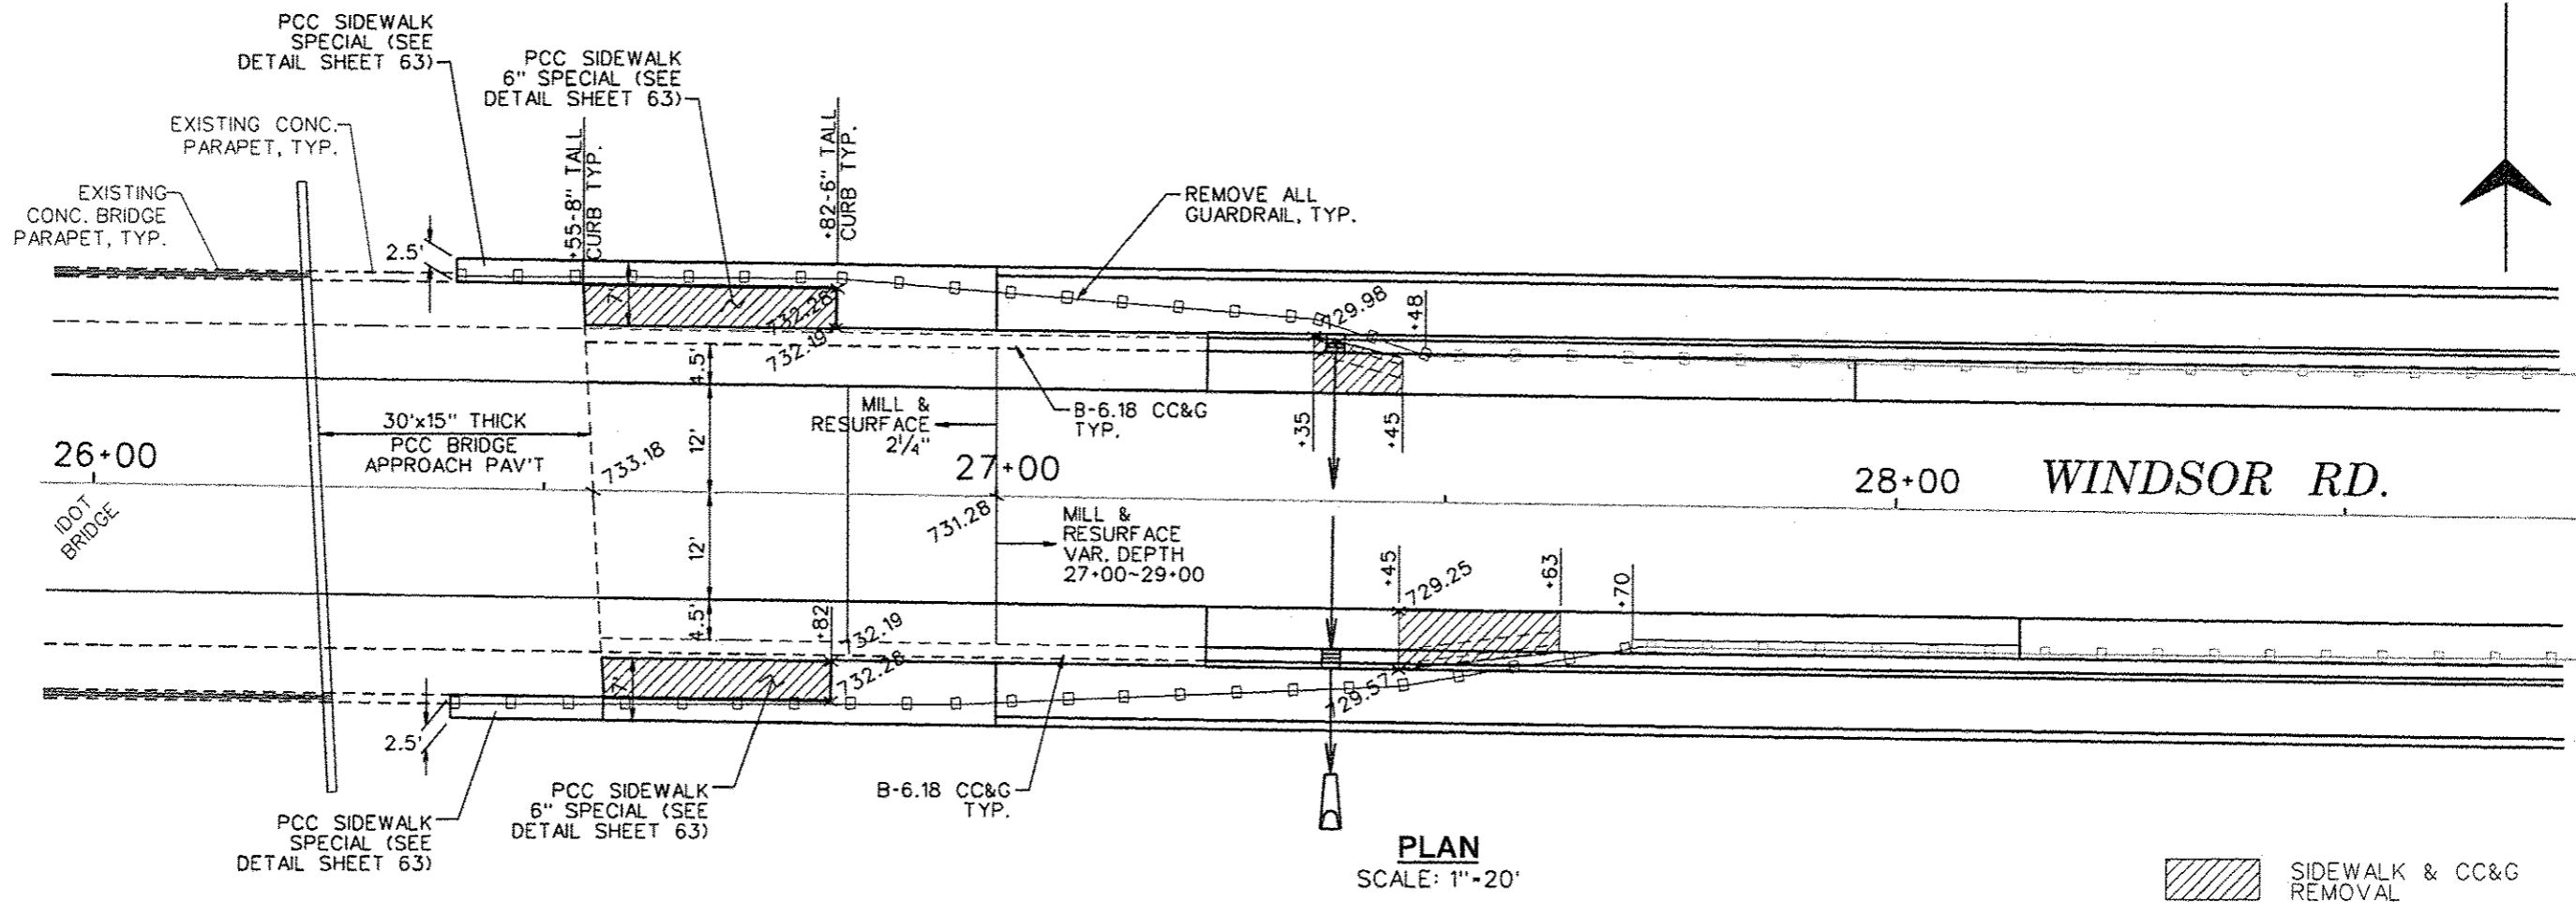 PCC SIDEWALK
SPECIAL (SEE
DETAIL SHEET 63)
PCC SIDEWALK
6" SPECIAL (SEE
DETAIL SHEET 63)
EXISTING CONC.
PARAPET, TYP.
EXISTING
CONC. BRIDGE
PARAPET, TYP.
2.5'
+55-8" TALL
CURB TYP.
+82-6" TALL
CURB TYP.
REMOVE ALL
GUARDRAIL, TYP.
7'
732.28
732.19
729.98
+48
4.5'
B-6.18 CC&G
TYP.
+35
+45
MILL &
RESURFACE
2¼"
30'x15" THICK
PCC BRIDGE
APPROACH PAV'T
12'
26+00
733.18
27+00
28+00
WINDSOR RD.
IDOT
BRIDGE
731.28
12'
MILL &
RESURFACE
VAR. DEPTH
27+00~29+00
+45
729.25
+63
+70
4.5'
+82
732.19
732.28
7'
729.57
2.5'
PCC SIDEWALK
6" SPECIAL (SEE
DETAIL SHEET 63)
B-6.18 CC&G
TYP.
PCC SIDEWALK
SPECIAL (SEE
DETAIL SHEET 63)
PLAN
SCALE: 1"-20'
SIDEWALK & CC&G
REMOVAL